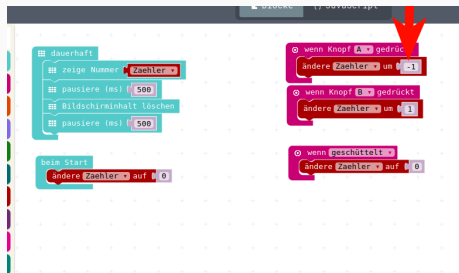 Blöcke {} JavaScript
dauerhaft
zeige Nummer Zaehler
pausiere (ms) 500
Bildschirminhalt löschen
pausiere (ms) 500
beim Start
ändere Zaehler auf 0
wenn Knopf A gedrückt
ändere Zaehler um -1
wenn Knopf B gedrückt
ändere Zaehler um 1
wenn geschüttelt
ändere Zaehler auf 0